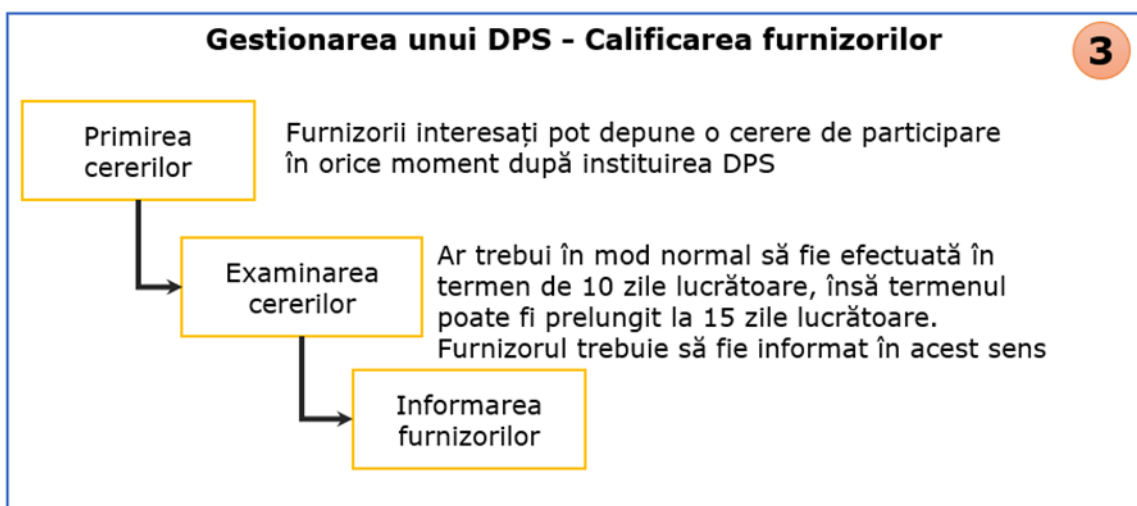 Gestionarea unui DPS – Calificarea furnizorilor
3
Primirea
cererilor
Furnizorii interesați pot depune o cerere de participare
în orice moment după instituirea DPS
Examinarea
cererilor
Ar trebui în mod normal să fie efectuată în
termen de 10 zile lucrătoare, însă termenul
poate fi prelungit la 15 zile lucrătoare.
Furnizorul trebuie să fie informat în acest sens
Informarea
furnizorilor